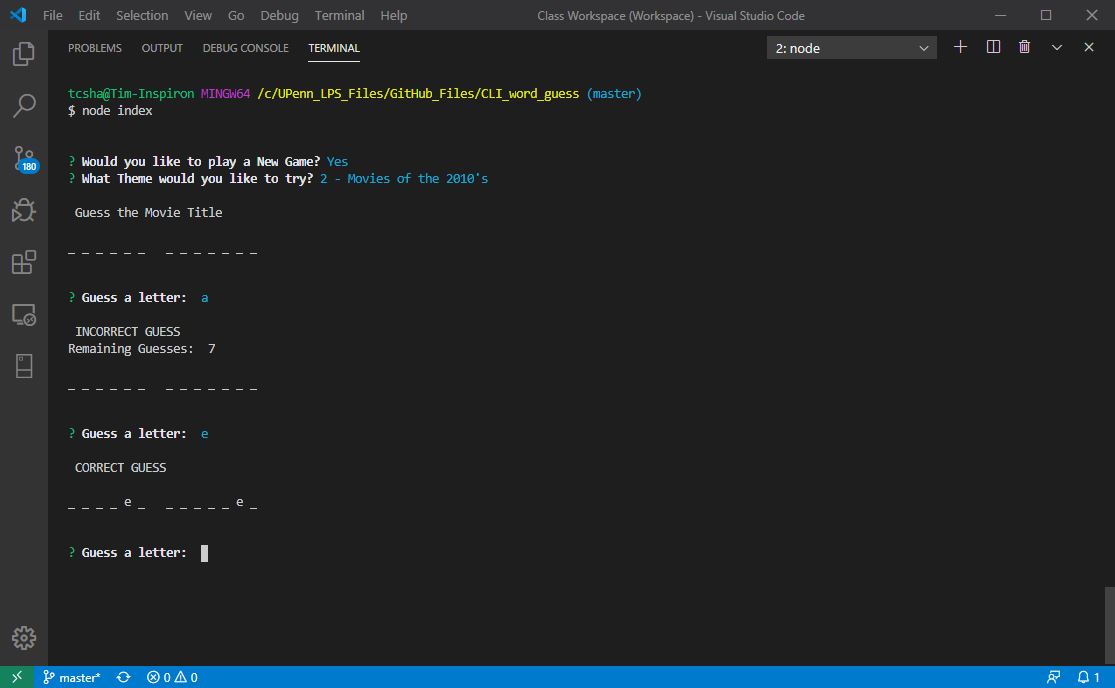 File Edit Selection View Go Debug Terminal Help Class Workspace (Workspace) - Visual Studio Code
PROBLEMS OUTPUT DEBUG CONSOLE TERMINAL 2: node
tcsha@Tim-Inspiron MINGW64 /c/UPenn_LPS_Files/GitHub_Files/CLI_word_guess (master)
$ node index
? Would you like to play a New Game? Yes
? What Theme would you like to try? 2 - Movies of the 2010's
Guess the Movie Title
_ _ _ _ _ _   _ _ _ _ _ _ _
? Guess a letter: a
INCORRECT GUESS
Remaining Guesses: 7
_ _ _ _ _ _   _ _ _ _ _ _ _
? Guess a letter: e
CORRECT GUESS
_ _ _ _ e _   _ _ _ _ _ e _
? Guess a letter:
180
master* 0 0 1